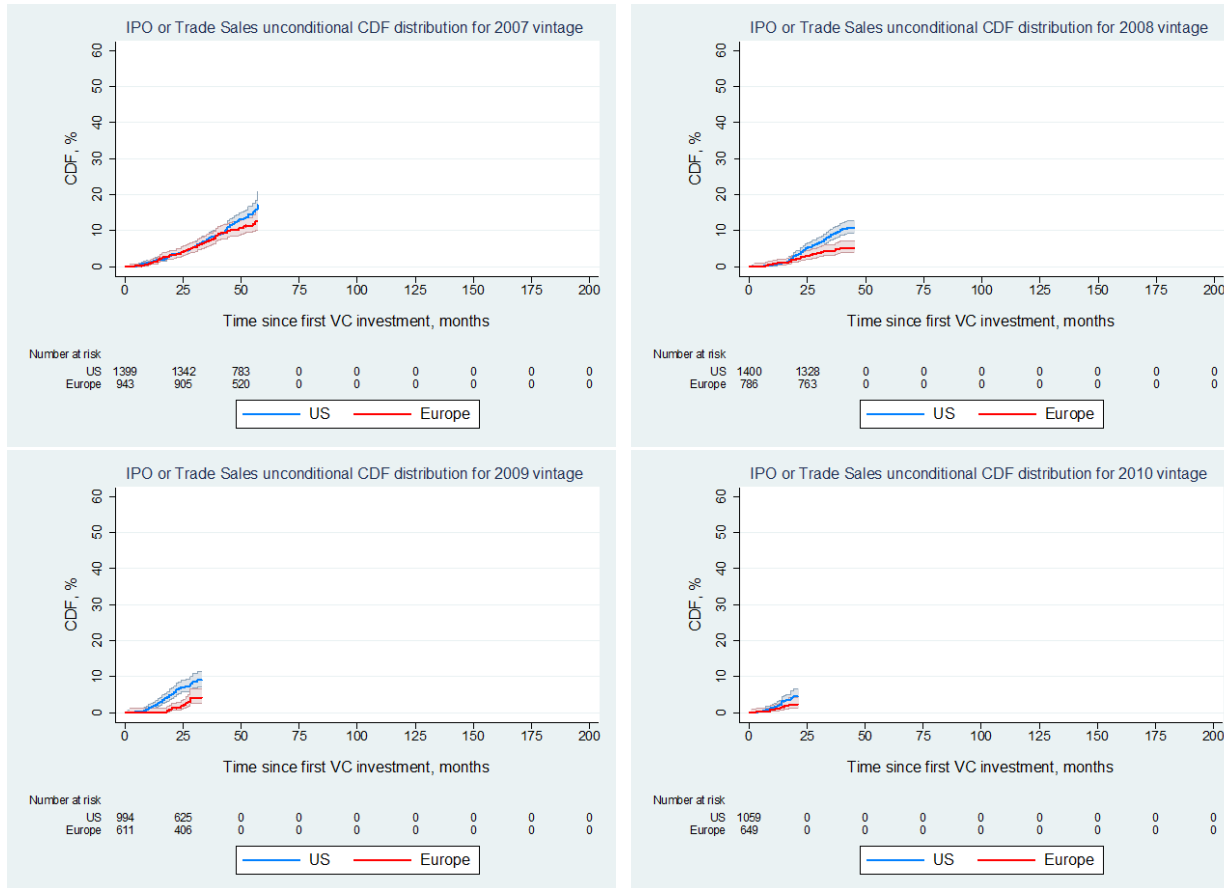 IPO or Trade Sales unconditional CDF distribution for 2007 vintage
CDF, %
60
50
40
30
20
10
0
0 25 50 75 100 125 150 175 200
Time since first VC investment, months
Number at risk
US 1399 1342 783 0 0 0 0 0 0
Europe 943 905 520 0 0 0 0 0 0
US Europe
IPO or Trade Sales unconditional CDF distribution for 2008 vintage
CDF, %
60
50
40
30
20
10
0
0 25 50 75 100 125 150 175 200
Time since first VC investment, months
Number at risk
US 1400 1328 0 0 0 0 0 0 0
Europe 786 763 0 0 0 0 0 0 0
US Europe
IPO or Trade Sales unconditional CDF distribution for 2009 vintage
CDF, %
60
50
40
30
20
10
0
0 25 50 75 100 125 150 175 200
Time since first VC investment, months
Number at risk
US 994 625 0 0 0 0 0 0 0
Europe 611 406 0 0 0 0 0 0 0
US Europe
IPO or Trade Sales unconditional CDF distribution for 2010 vintage
CDF, %
60
50
40
30
20
10
0
0 25 50 75 100 125 150 175 200
Time since first VC investment, months
Number at risk
US 1059 0 0 0 0 0 0 0 0
Europe 649 0 0 0 0 0 0 0 0
US Europe